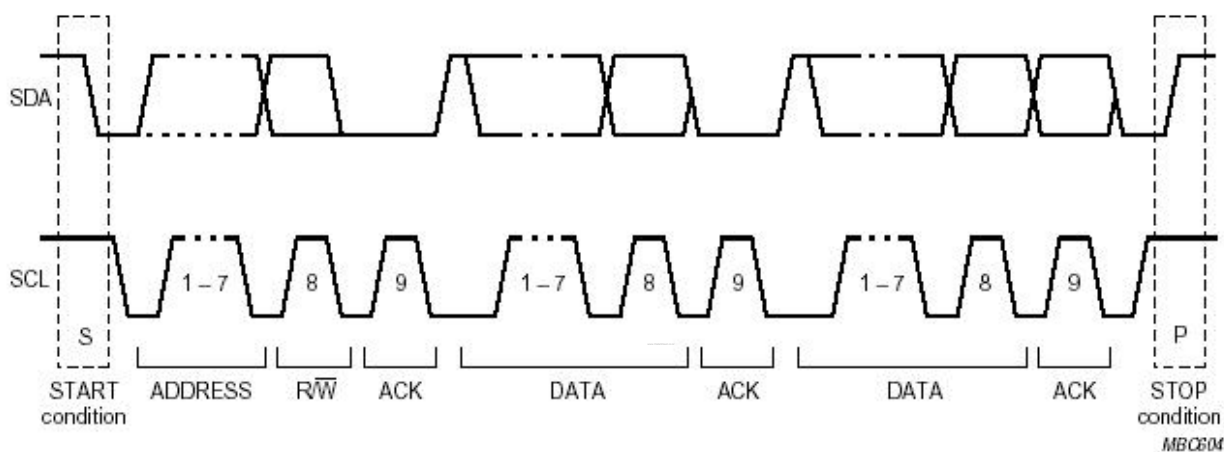 SDA
SCL
1 – 7 8 9 1 – 7 8 9 1 – 7 8 9
S P
START condition ADDRESS R/W̅ ACK DATA ACK DATA ACK STOP condition
MBC604